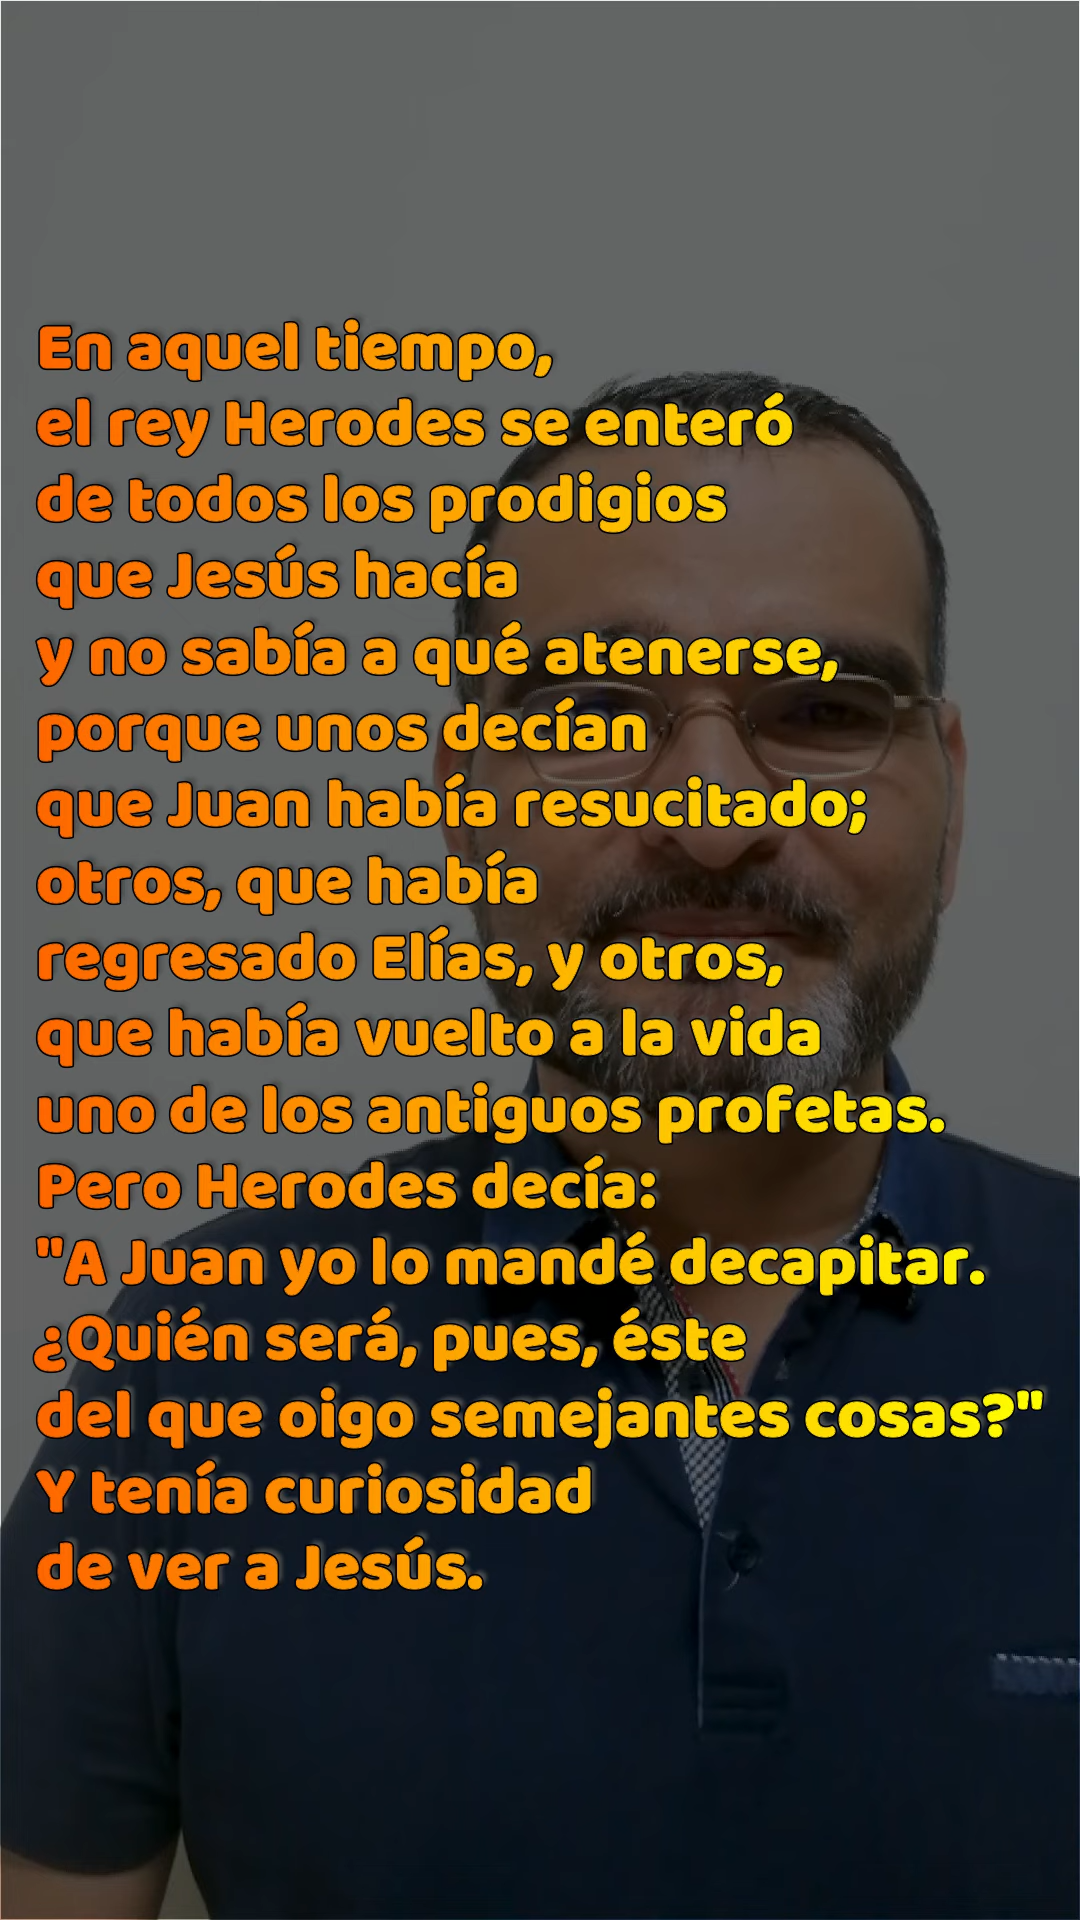 En aquel tiempo,
el rey Herodes se enteró
de todos los prodigios
que Jesús hacía
y no sabía a qué atenerse,
porque unos decían
que Juan había resucitado;
otros, que había
regresado Elías, y otros,
que había vuelto a la vida
uno de los antiguos profetas.
Pero Herodes decía:
"A Juan yo lo mandé decapitar.
¿Quién será, pues, éste
del que oigo semejantes cosas?"
Y tenía curiosidad
de ver a Jesús.